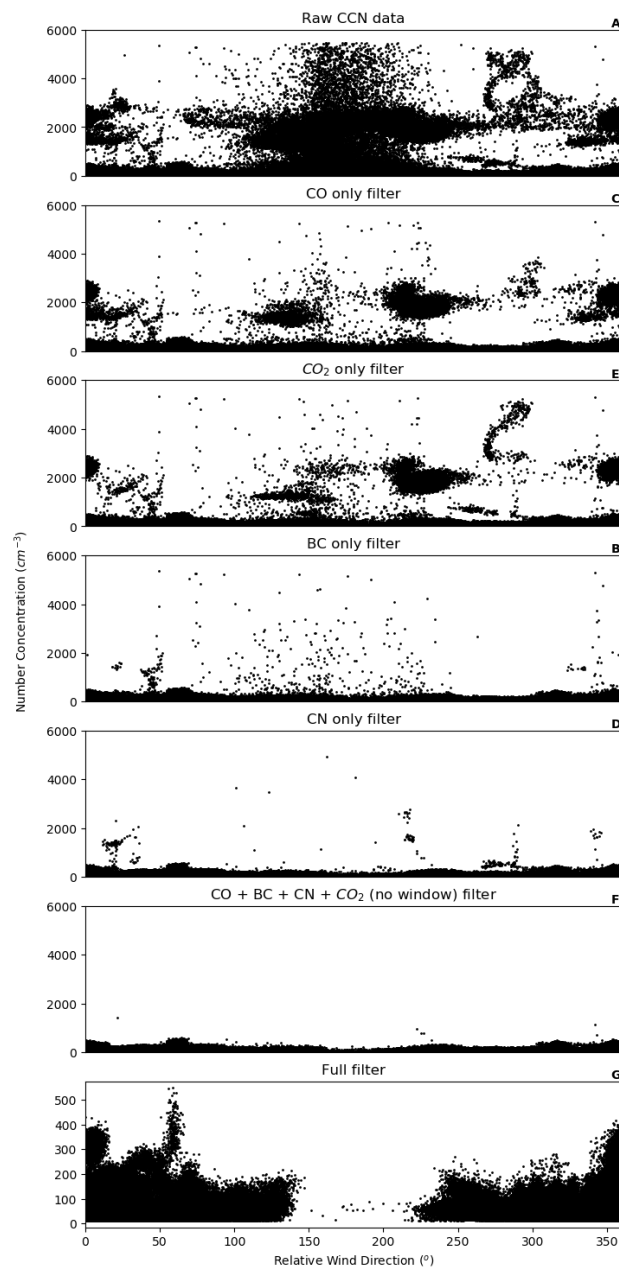 Raw CCN data
A
6000
4000
2000
0
CO only filter
C
6000
4000
2000
0
CO₂ only filter
E
6000
4000
2000
0
BC only filter
B
6000
4000
2000
0
CN only filter
D
6000
4000
2000
0
CO + BC + CN + CO₂ (no window) filter
F
6000
4000
2000
0
Full filter
G
500
400
300
200
100
0
0 50 100 150 200 250 300 350
Relative Wind Direction (°)
Number Concentration (cm⁻³)